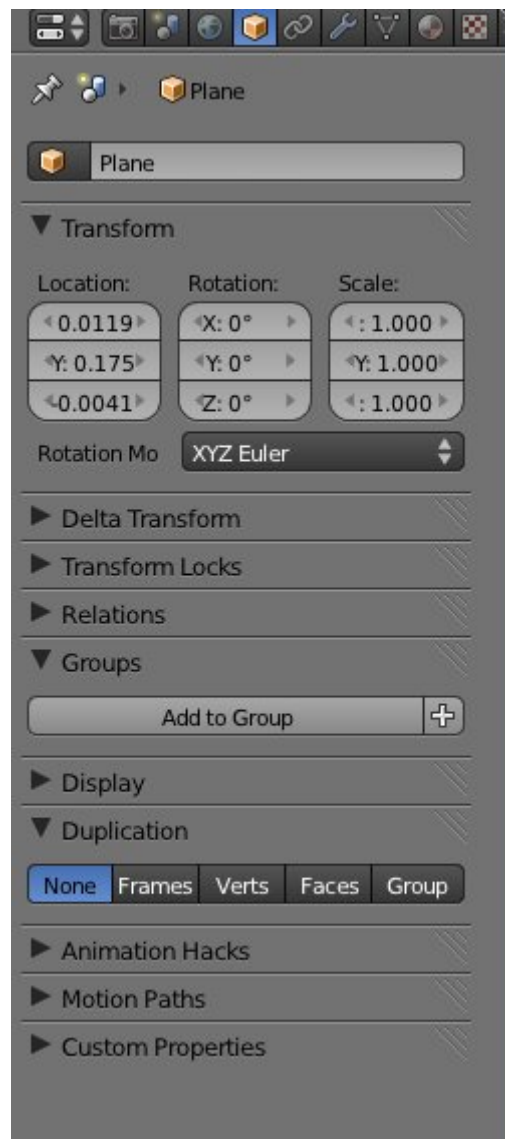 Plane
Plane
Transform
Location: Rotation: Scale:
0.0119 X: 0° : 1.000
Y: 0.175 Y: 0° Y: 1.000
-0.0041 Z: 0° : 1.000
Rotation Mo XYZ Euler
Delta Transform
Transform Locks
Relations
Groups
Add to Group
Display
Duplication
None Frames Verts Faces Group
Animation Hacks
Motion Paths
Custom Properties